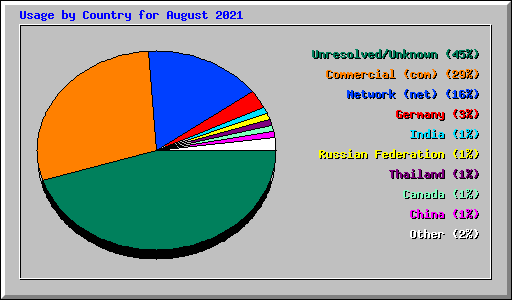 Usage by Country for August 2021
Unresolved/Unknown (45%)
Commercial (com) (29%)
Network (net) (16%)
Germany (3%)
India (1%)
Russian Federation (1%)
Thailand (1%)
Canada (1%)
China (1%)
Other (2%)